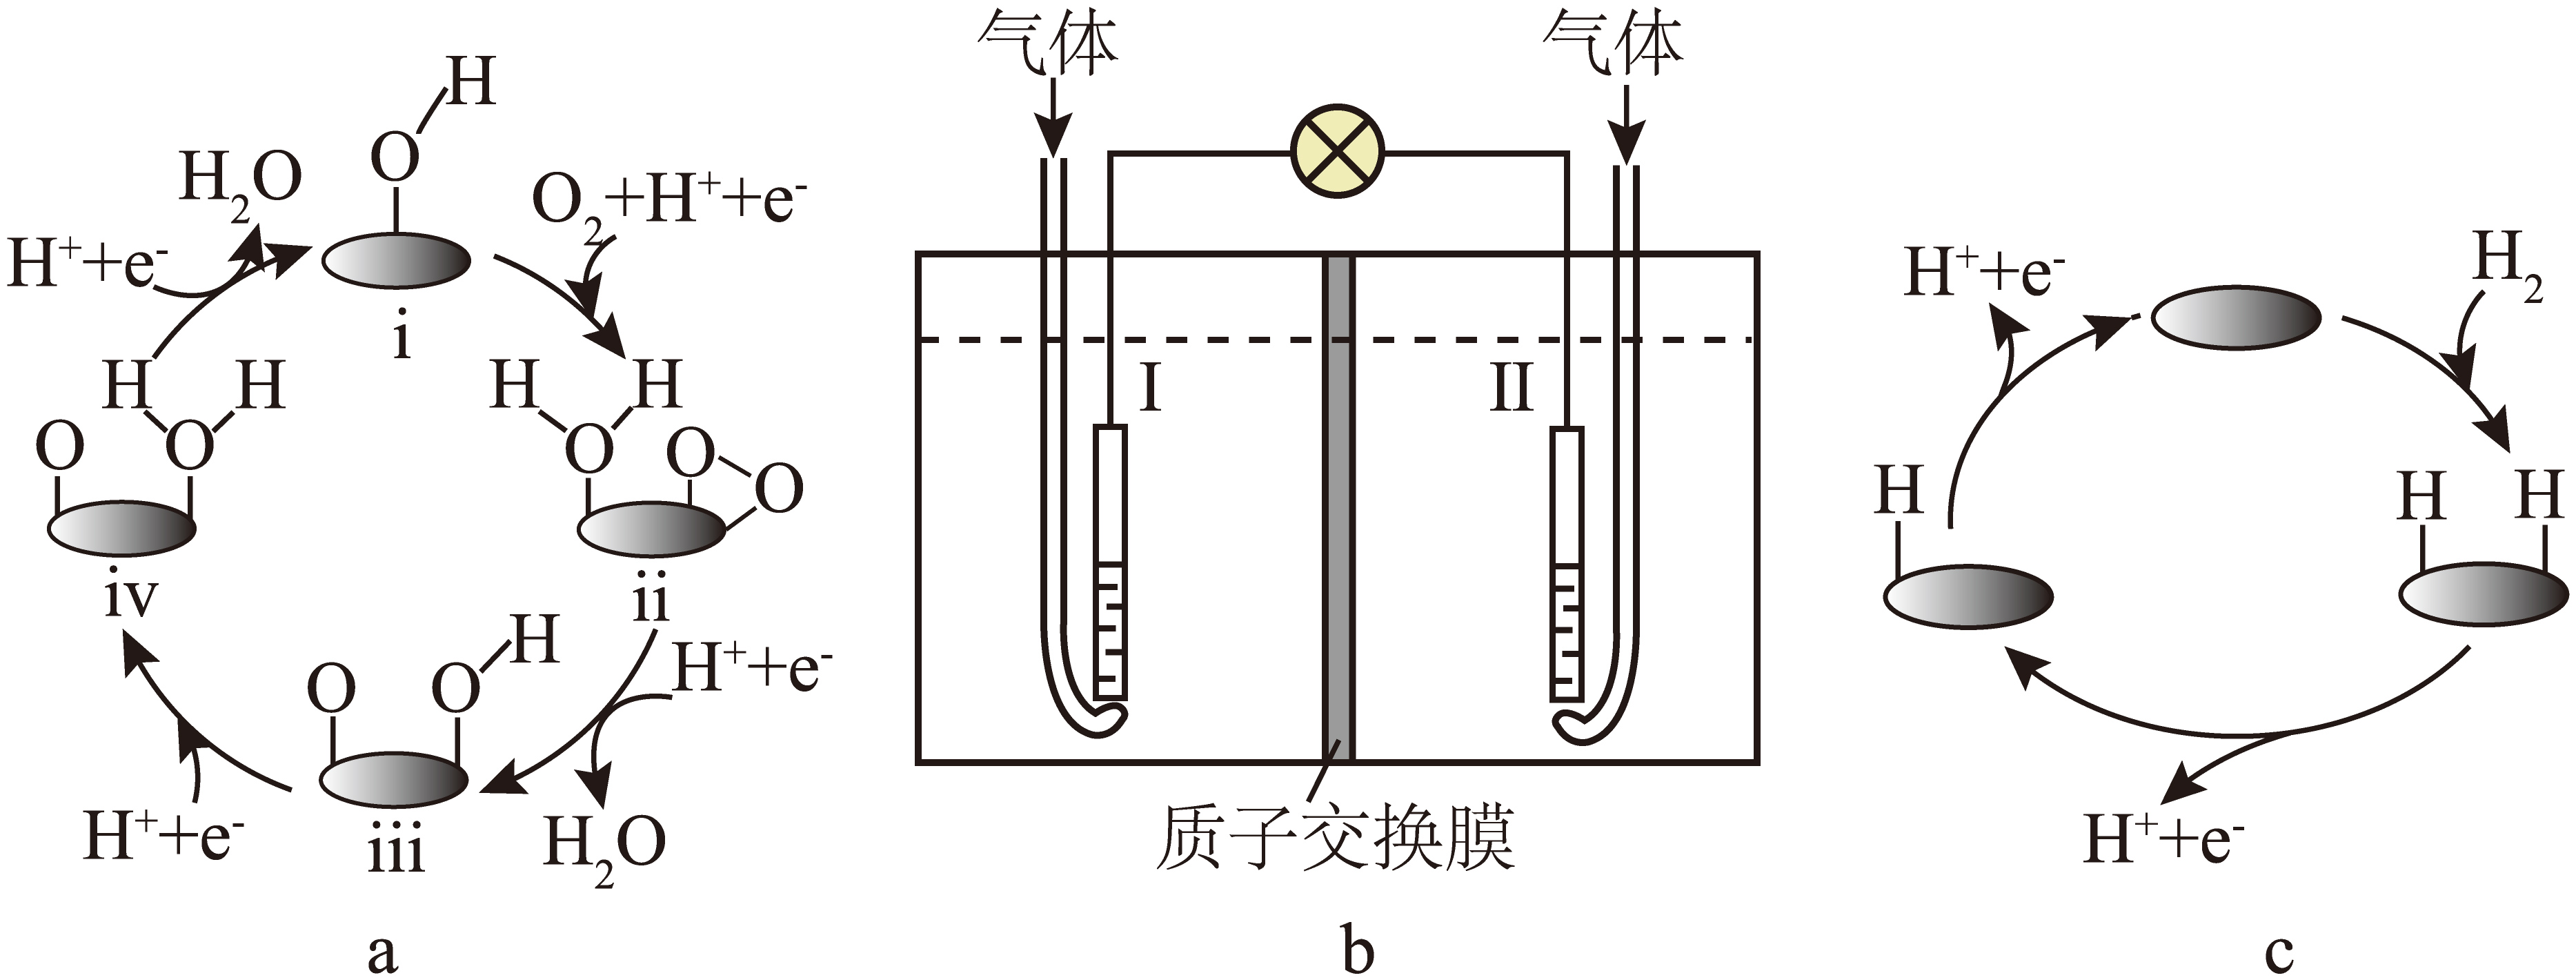 H
O
H₂O
H⁺+e⁻
O₂+H⁺+e⁻
i
H H
O O
iv
H H
O O O
ii
H⁺+e⁻
H₂O
O O H
iii
H⁺+e⁻
a
气体 气体
I II
质子交换膜
b
H⁺+e⁻
H₂
H
H H
H⁺+e⁻
c